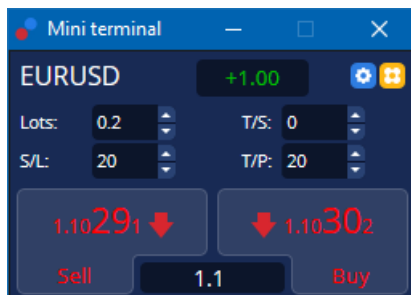 Mini terminal
EURUSD +1.00
Lots: 0.2 T/S: 0
S/L: 20 T/P: 20
1.10291 1.10302
Sell 1.1 Buy